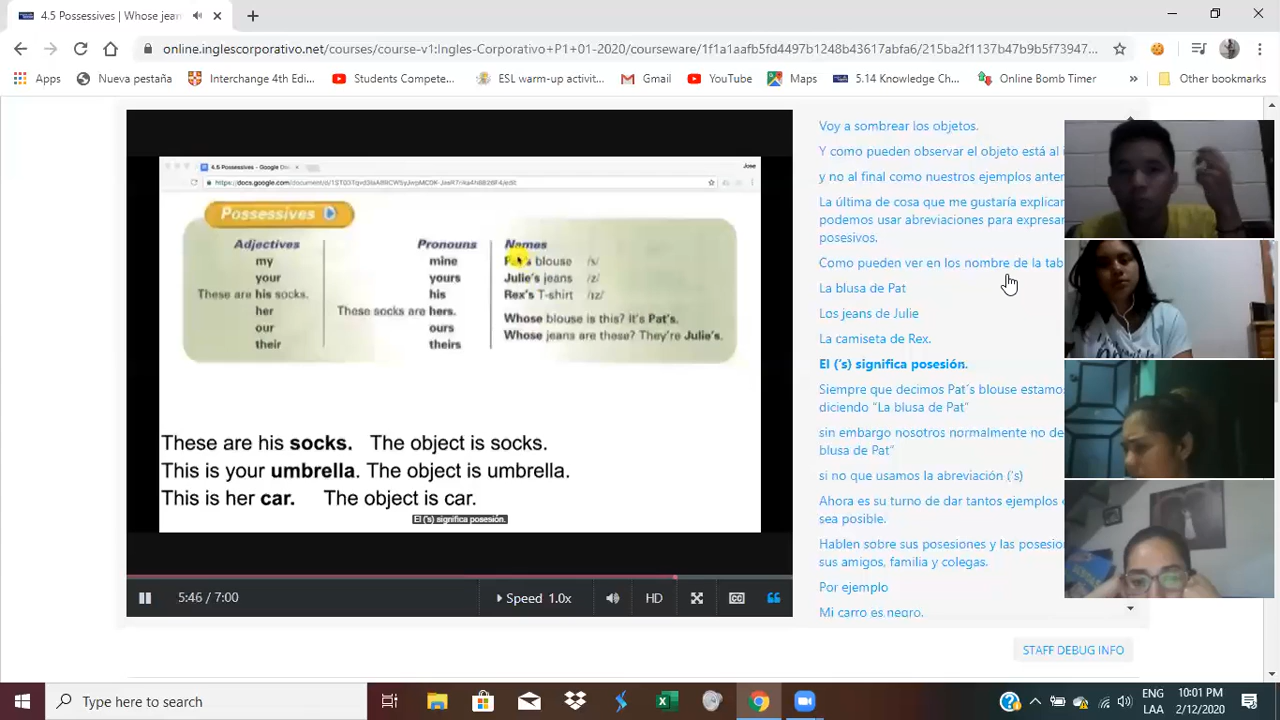 4.5 Possessives | Whose jean
online.inglescorporativo.net/courses/course-v1:Ingles-Corporativo+P1+01-2020/courseware/1f1a1aafb5fd4497b1248b43417abfa6/215ba2f1137b47b9b5f73947...
Apps Nueva pestaña Interchange 4th Edi... Students Compete... ESL warm-up activit... Gmail YouTube Maps 5.14 Knowledge Ch... Online Bomb Timer » Other bookmarks
4.5 Possessives - Google Do
Jose
Possessives
Adjectives
my
your
These are his socks.
her
our
their
Pronouns
mine
yours
his
These socks are hers.
ours
theirs
Names
blouse /s/
Julie's jeans /z/
Rex's T-shirt /ɪz/
Whose blouse is this? It's Pat's.
Whose jeans are these? They're Julie's.
These are his socks. The object is socks.
This is your umbrella. The object is umbrella.
This is her car. The object is car.
El ('s) significa posesión.
5:46 / 7:00 Speed 1.0x HD
Voy a sombrear los objetos.
Y como pueden observar el objeto está al i
y no al final como nuestros ejemplos anter
La última de cosa que me gustaría explicar
podemos usar abreviaciones para expresar
posesivos.
Como pueden ver en los nombre de la tab
La blusa de Pat
Los jeans de Julie
La camiseta de Rex.
El ('s) significa posesión.
Siempre que decimos Pat´s blouse estamos
diciendo “La blusa de Pat”
sin embargo nosotros normalmente no de
blusa de Pat”
si no que usamos la abreviación ('s)
Ahora es su turno de dar tantos ejemplos
sea posible.
Hablen sobre sus posesiones y las posesio
sus amigos, familia y colegas.
Por ejemplo
Mi carro es negro.
STAFF DEBUG INFO
Type here to search
ENG
LAA
10:01 PM
2/12/2020